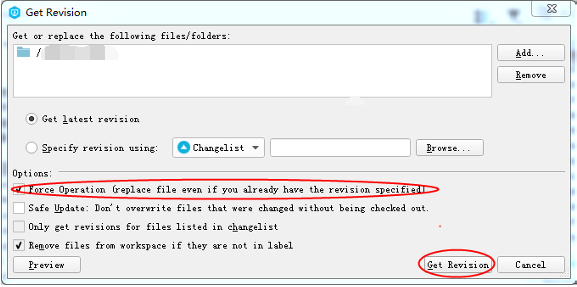 Get Revision
Get or replace the following files/folders:
/
Add...
Remove
Get latest revision
Specify revision using:
Changelist
Browse...
Options:
Force Operation (replace file even if you already have the revision specified)
Safe Update: Don't overwrite files that were changed without being checked out.
Only get revisions for files listed in changelist
Remove files from workspace if they are not in label
Preview
Get Revision
Cancel